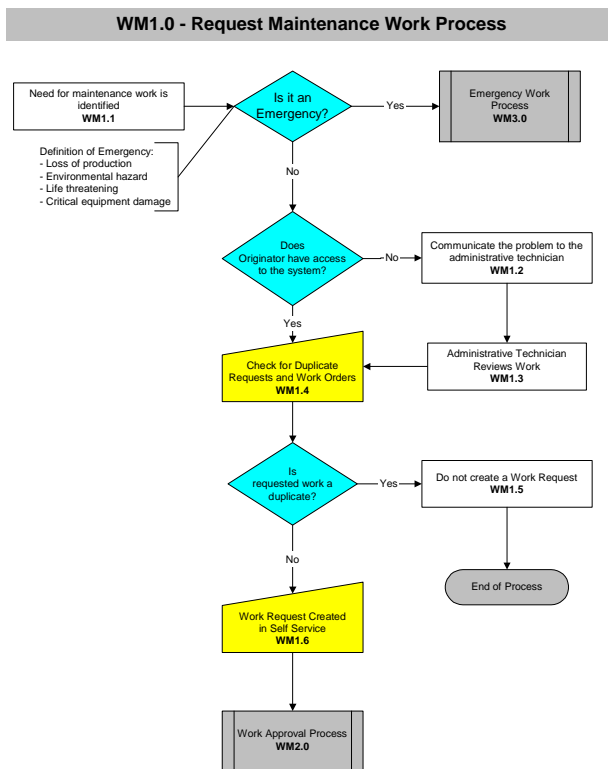 WM1.0 - Request Maintenance Work Process
Need for maintenance work is
identified
WM1.1
Is it an
Emergency?
Yes
Emergency Work
Process
WM3.0
Definition of Emergency:
- Loss of production
- Environmental hazard
- Life threatening
- Critical equipment damage
No
Does
Originator have access
to the system?
No
Communicate the problem to the
administrative technician
WM1.2
Yes
Check for Duplicate
Requests and Work Orders
WM1.4
Administrative Technician
Reviews Work
WM1.3
Is
requested work a
duplicate?
Yes
Do not create a Work Request
WM1.5
No
End of Process
Work Request Created
in Self Service
WM1.6
Work Approval Process
WM2.0